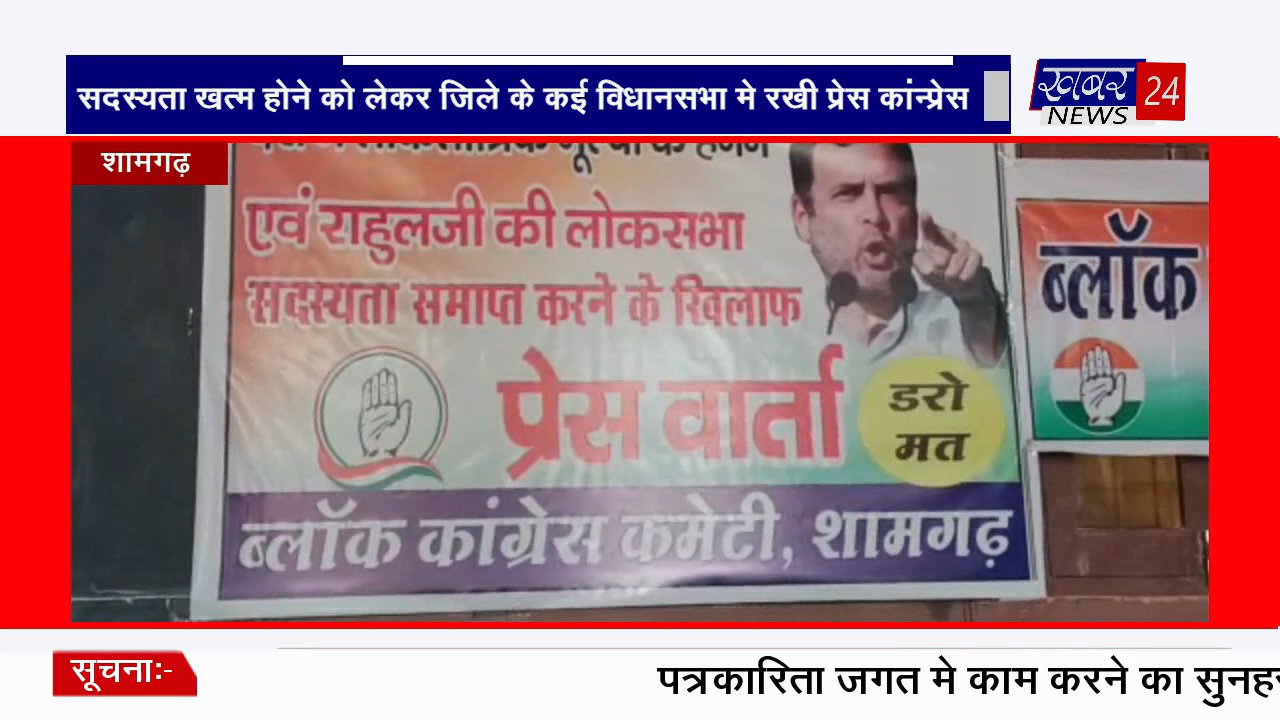 सदस्यता खत्म होने को लेकर जिले के कई विधानसभा मे रखी प्रेस कांन्प्रेस
ख़बर
NEWS
24
शामगढ़
एवं राहुलजी की लोकसभा
सदस्यता समाप्त करने के खिलाफ
प्रेस वार्ता
डरो
मत
ब्लॉक कांग्रेस कमेटी, शामगढ़
ब्लॉक
सूचनाः-
पत्रकारिता जगत मे काम करने का